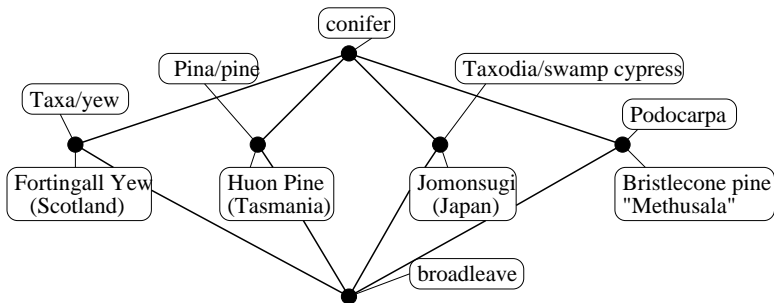 conifer
Pina/pine
Taxodia/swamp cypress
Taxa/yew
Podocarpa
Fortingall Yew
(Scotland)
Huon Pine
(Tasmania)
Jomonsugi
(Japan)
Bristlecone pine
"Methusala"
broadleave